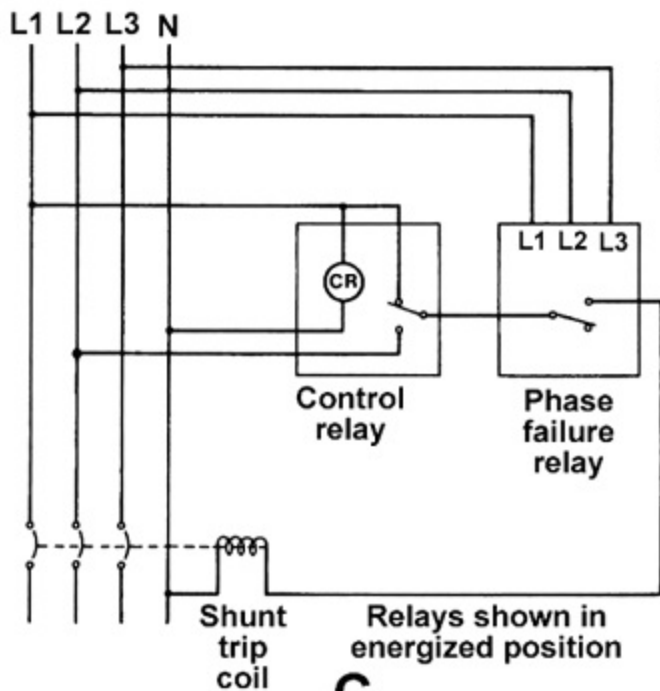 L1 L2 L3 N
L1 L2 L3
CR
Control
relay
Phase
failure
relay
Shunt
trip
coil
Relays shown in
energized position